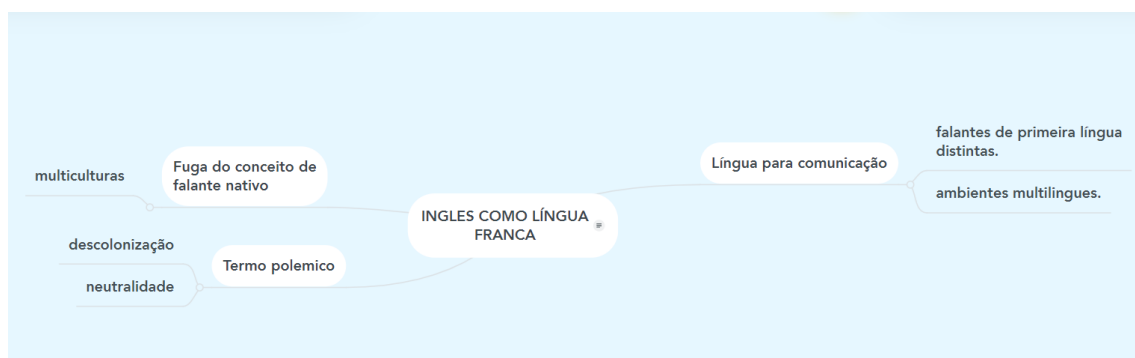 multiculturas
Fuga do conceito de
falante nativo
descolonização
neutralidade
Termo polemico
INGLES COMO LÍNGUA
FRANCA
Língua para comunicação
falantes de primeira língua
distintas.
ambientes multilingues.